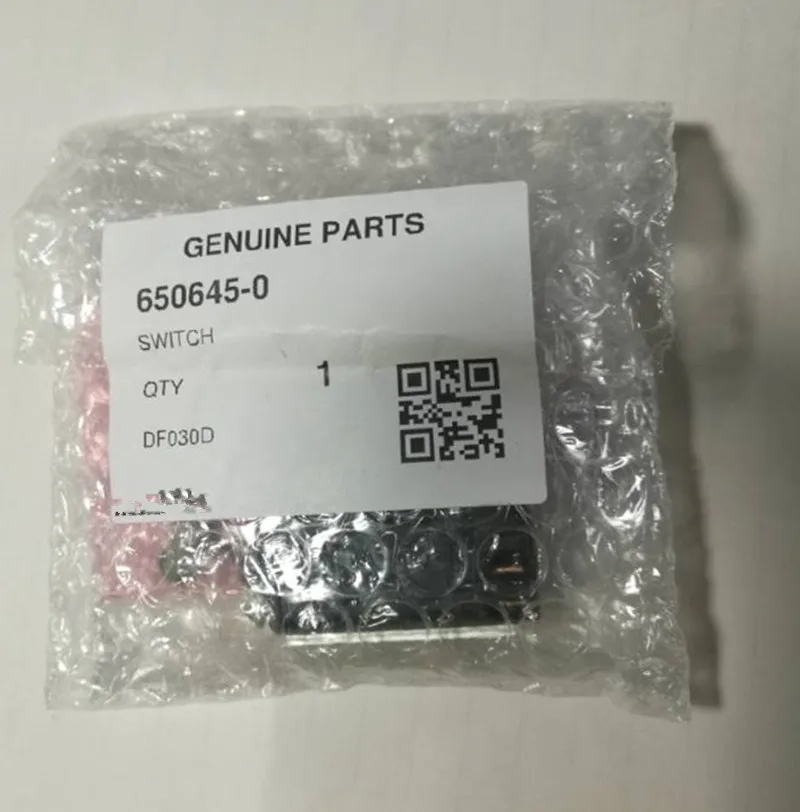 GENUINE PARTS
650645-0
SWITCH
QTY 1
DF030D